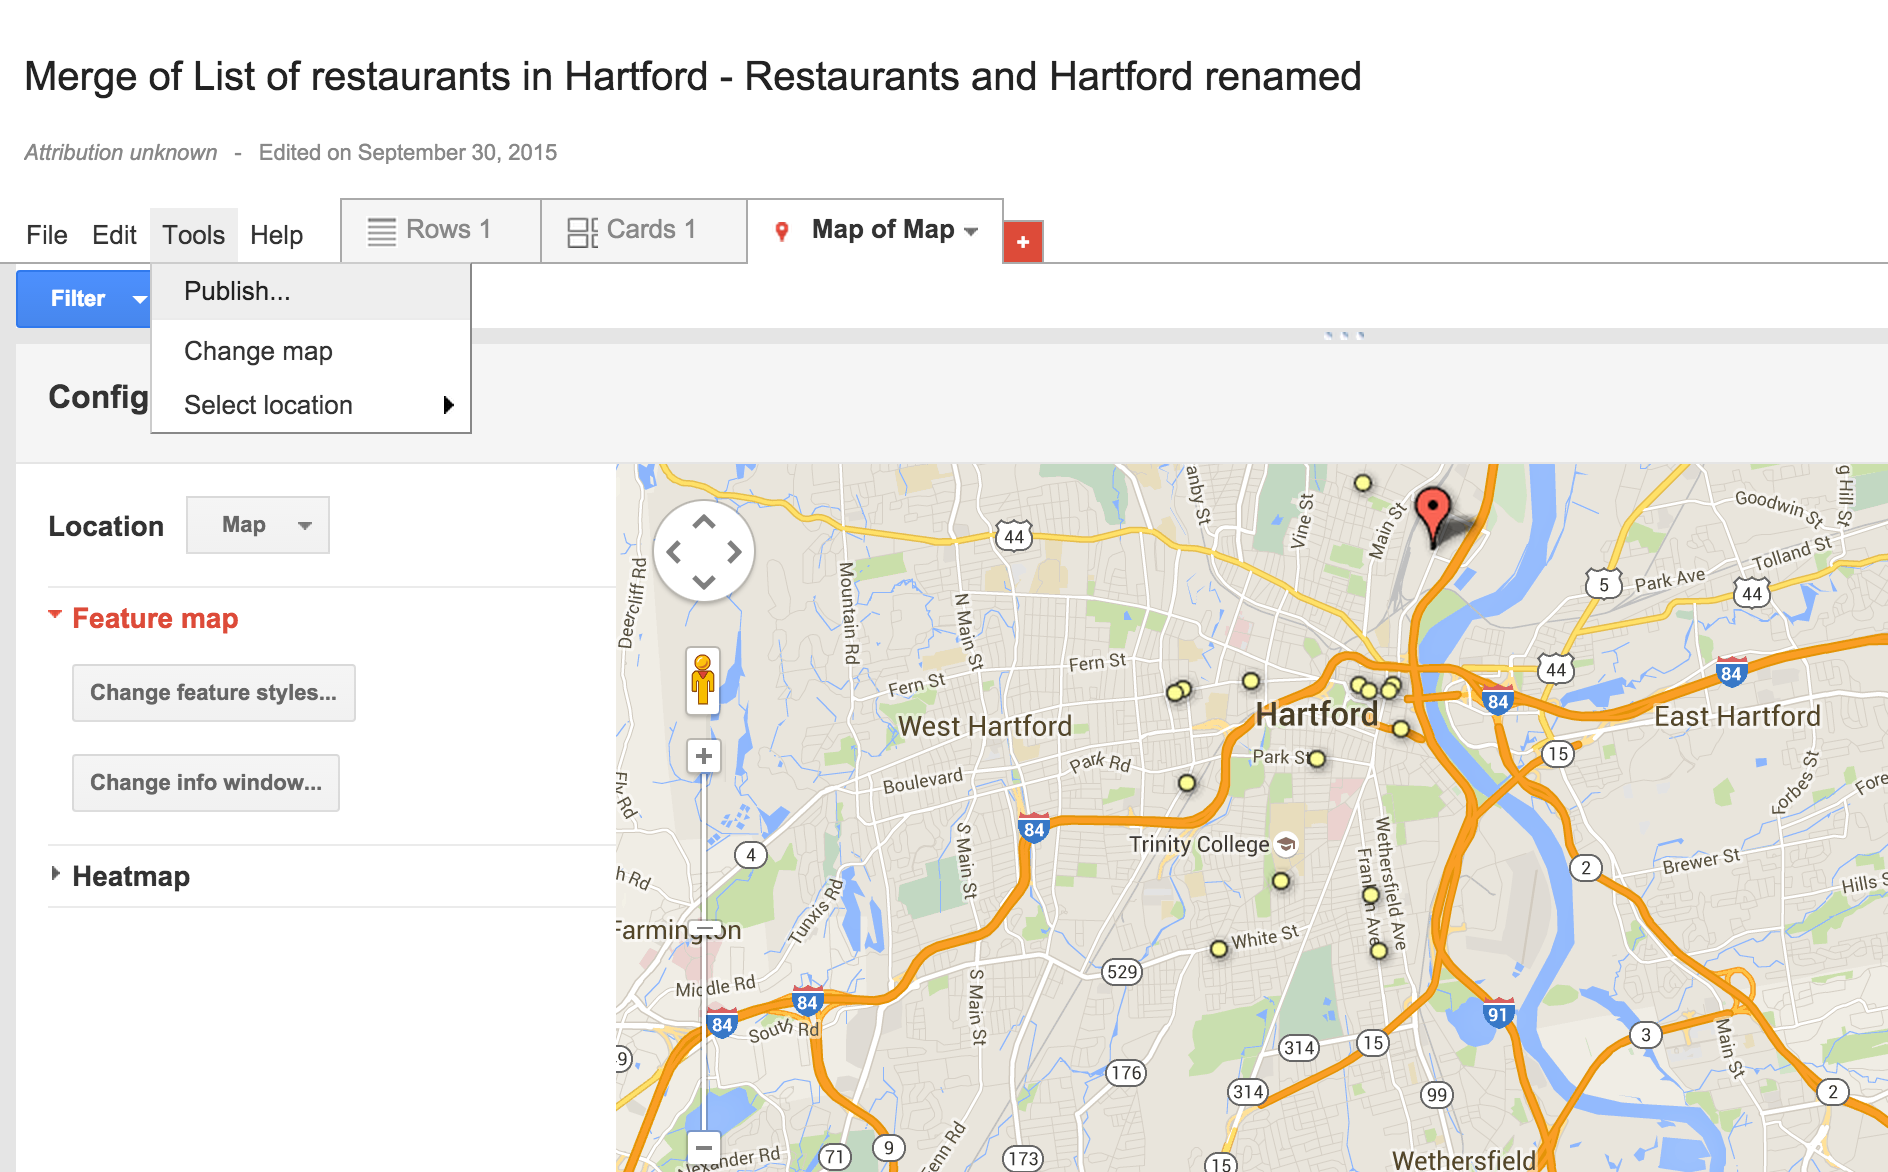 Merge of List of restaurants in Hartford - Restaurants and Hartford renamed
Attribution unknown - Edited on September 30, 2015
File Edit Tools Help Rows 1 Cards 1 Map of Map +
Filter
Publish...
Change map
Select location
Config
Location Map
Feature map
Change feature styles...
Change info window...
Heatmap
anby St
Vine St
Main St
Goodwin St
g Hill St
Tolland St
Park Ave
44
5
44
Deercliff Rd
Mountain Rd
N Main St
Fern St
Fern St
44
84
84
West Hartford
Hartford
East Hartford
Park St
Park Rd
15
Boulevard
Forbes St
Fore
84
Trinity College
S Main St
Wethersfield Ave
Brewer St
Hills S
2
4
h Rd
Tunxis Rd
Farmington
White St
529
S Main St
Middle Rd
84
84
South Rd
91
3
Main St
314
15
9
176
314
99
2
enn Rd
71
9
173
15
Wethersfield